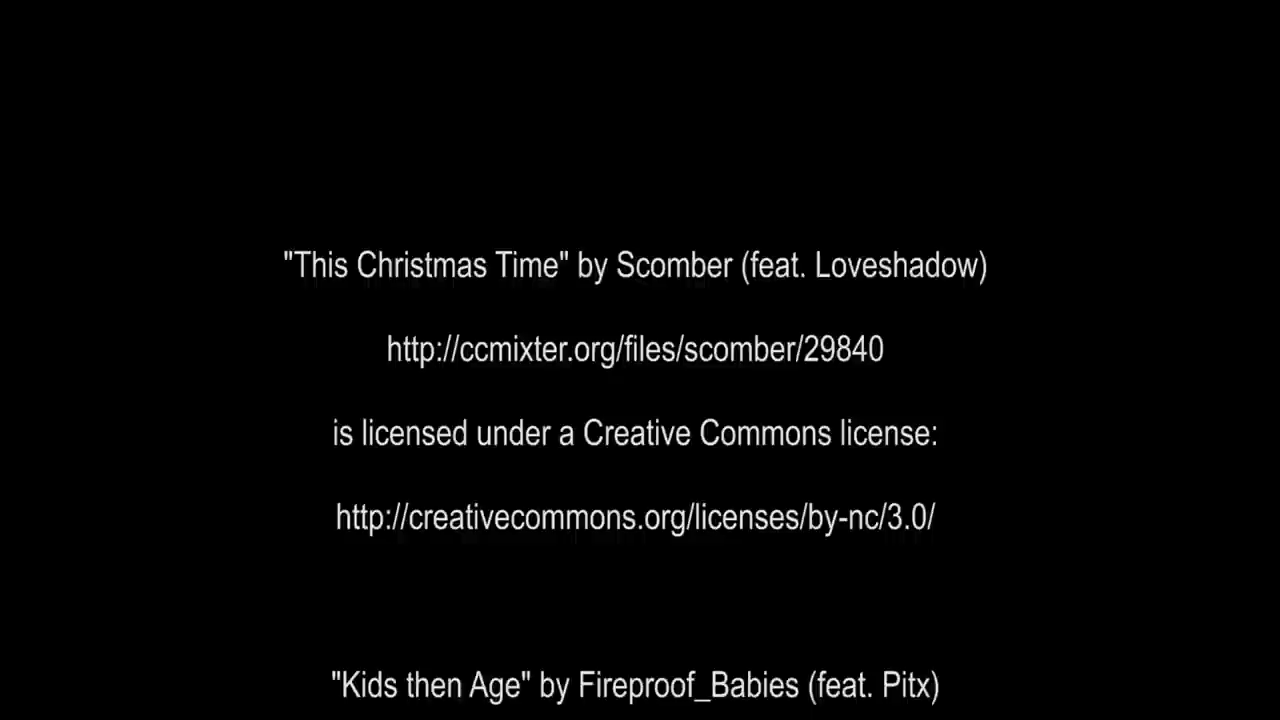 "This Christmas Time" by Scomber (feat. Loveshadow)
http://ccmixter.org/files/scomber/29840
is licensed under a Creative Commons license:
http://creativecommons.org/licenses/by-nc/3.0/
"Kids then Age" by Fireproof_Babies (feat. Pitx)